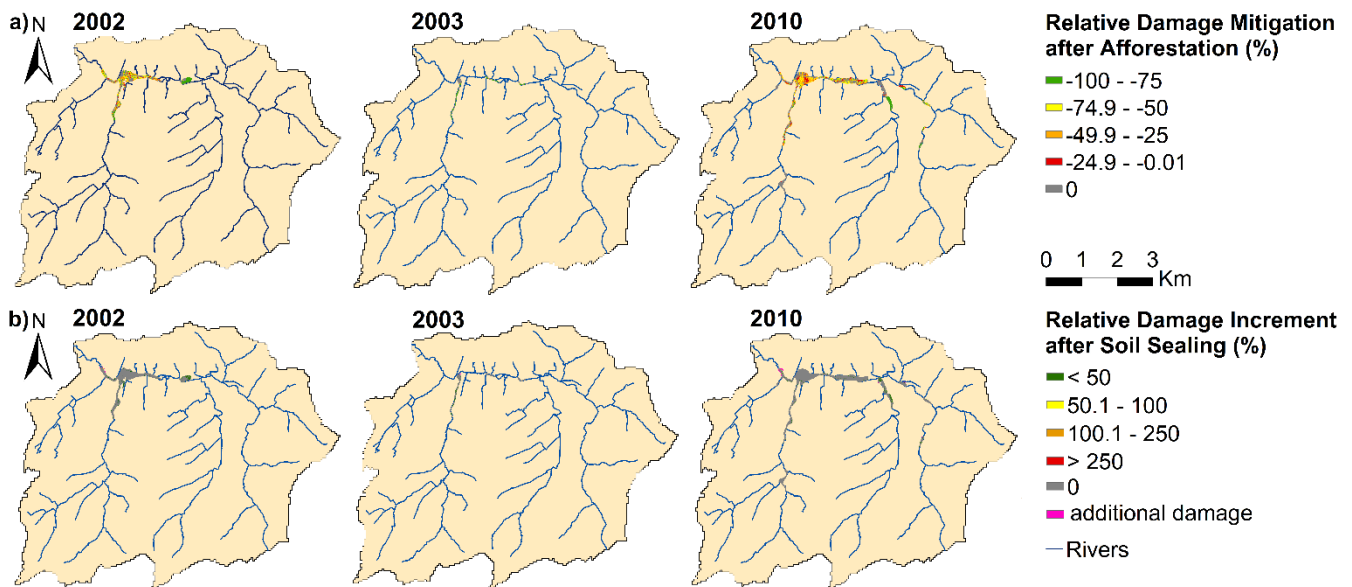 a) N 2002 2003 2010
Relative Damage Mitigation
after Afforestation (%)
-100 - -75
-74.9 - -50
-49.9 - -25
-24.9 - -0.01
0
0 1 2 3
Km
b) N 2002 2003 2010
Relative Damage Increment
after Soil Sealing (%)
< 50
50.1 - 100
100.1 - 250
> 250
0
additional damage
Rivers